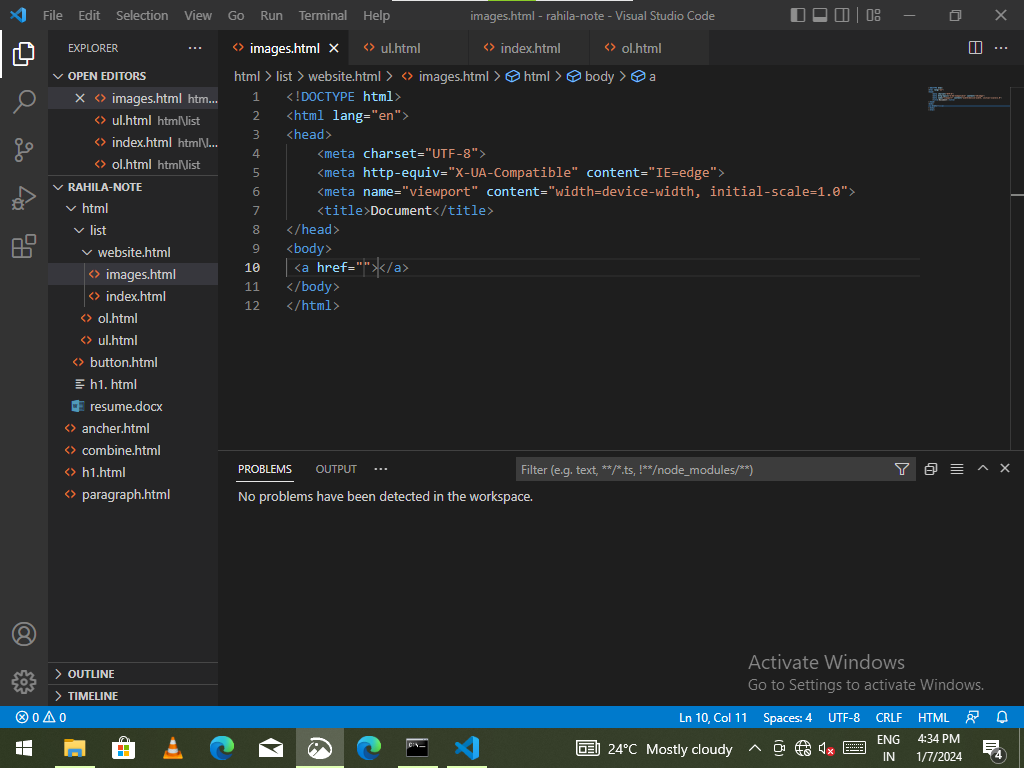 File Edit Selection View Go Run Terminal Help images.html - rahila-note - Visual Studio Code
EXPLORER
images.html ul.html index.html ol.html
html > list > website.html > images.html > html > body > a
OPEN EDITORS
images.html htm...
ul.html html\list
index.html html\l...
ol.html html\list
RAHILA-NOTE
html
list
website.html
images.html
index.html
ol.html
ul.html
button.html
h1. html
resume.docx
ancher.html
combine.html
h1.html
paragraph.html
OUTLINE
TIMELINE
1 <!DOCTYPE html>
2 <html lang="en">
3 <head>
4 <meta charset="UTF-8">
5 <meta http-equiv="X-UA-Compatible" content="IE=edge">
6 <meta name="viewport" content="width=device-width, initial-scale=1.0">
7 <title>Document</title>
8 </head>
9 <body>
10 <a href=""></a>
11 </body>
12 </html>
PROBLEMS OUTPUT Filter (e.g. text, **/*.ts, !**/node_modules/**)
No problems have been detected in the workspace.
Activate Windows
Go to Settings to activate Windows.
0 0 Ln 10, Col 11 Spaces: 4 UTF-8 CRLF HTML
24°C Mostly cloudy
ENG
IN
4:34 PM
1/7/2024
4